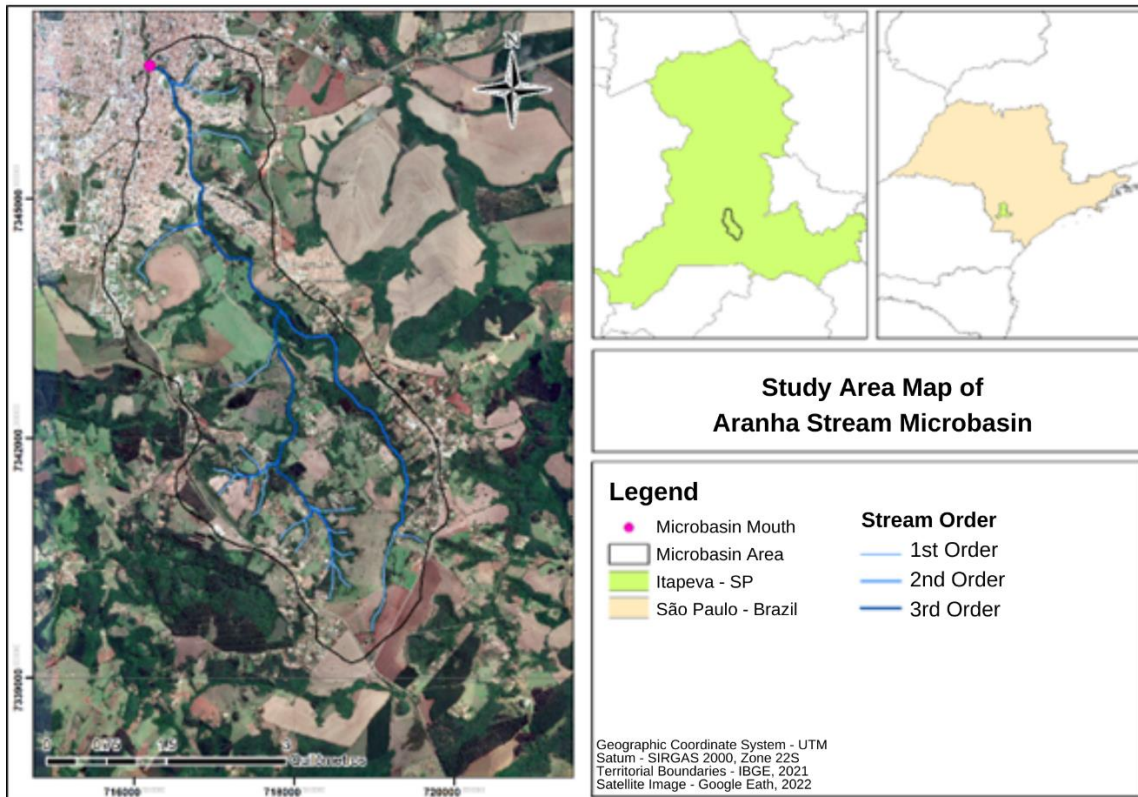 N
7345000
7342000
7339000
0 0.75 1.5 3
716000 718000 720000
Study Area Map of
Aranha Stream Microbasin
Legend
Microbasin Mouth
Microbasin Area
Itapeva - SP
São Paulo - Brazil
Stream Order
1st Order
2nd Order
3rd Order
Geographic Coordinate System - UTM
Satum - SIRGAS 2000, Zone 22S
Territorial Boundaries - IBGE, 2021
Satellite Image - Google Eath, 2022